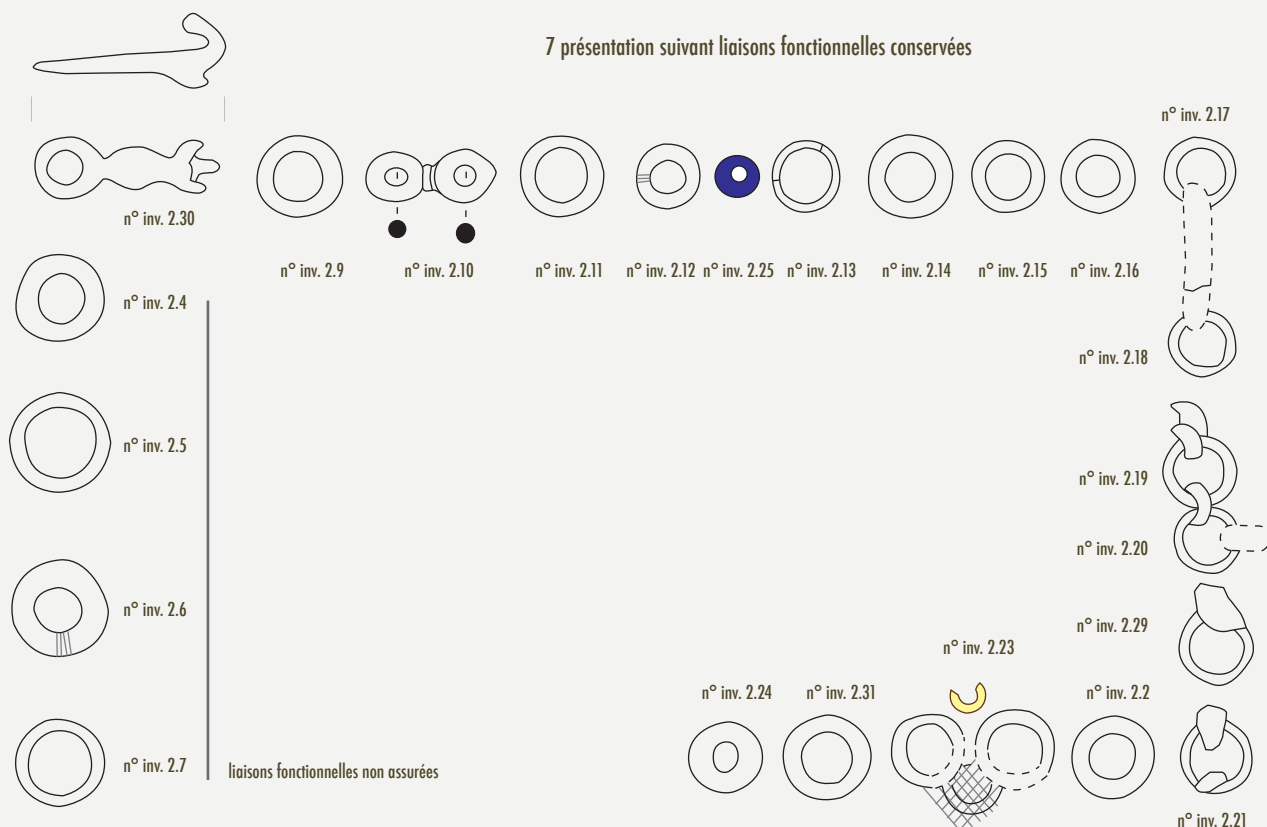 7 présentation suivant liaisons fonctionnelles conservées
n° inv. 2.17
n° inv. 2.30
n° inv. 2.9
n° inv. 2.10
n° inv. 2.11
n° inv. 2.12
n° inv. 2.25
n° inv. 2.13
n° inv. 2.14
n° inv. 2.15
n° inv. 2.16
n° inv. 2.4
n° inv. 2.18
n° inv. 2.5
n° inv. 2.19
n° inv. 2.20
n° inv. 2.6
n° inv. 2.29
n° inv. 2.23
n° inv. 2.24
n° inv. 2.31
n° inv. 2.2
n° inv. 2.7
liaisons fonctionnelles non assurées
n° inv. 2.21